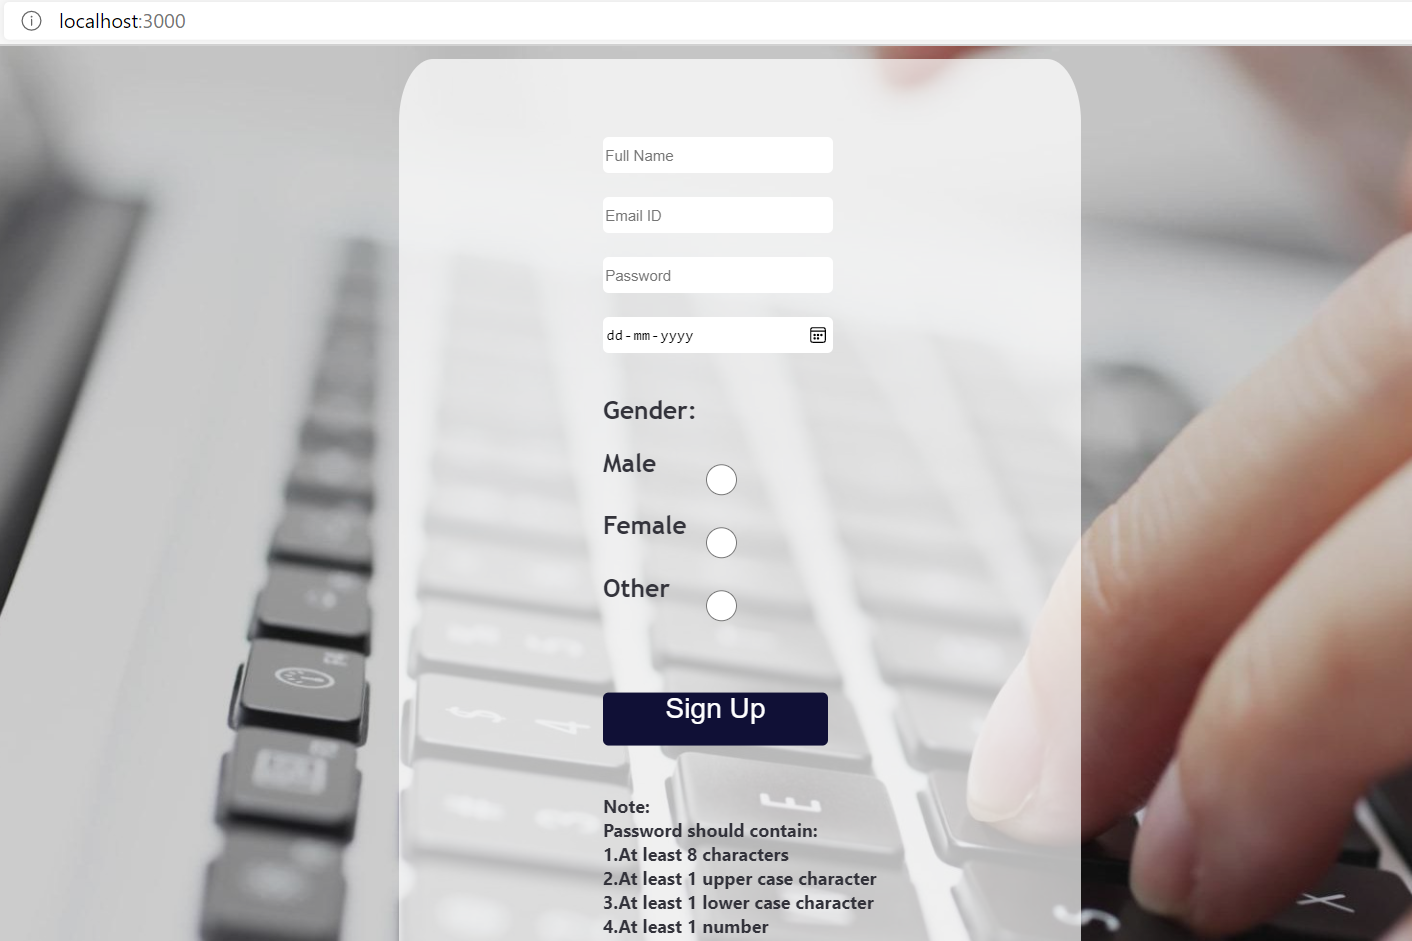 localhost:3000
Full Name
Email ID
Password
dd-mm-yyyy
Gender:
Male
Female
Other
Sign Up
Note:
Password should contain:
1.At least 8 characters
2.At least 1 upper case character
3.At least 1 lower case character
4.At least 1 number